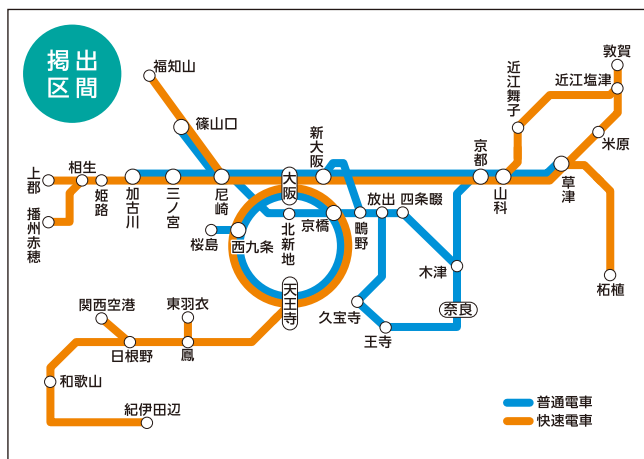 掲出
区間
福知山
篠山口
新大阪
近江舞子
敦賀
近江塩津
米原
京都
山科
草津
柘植
上郡
相生
姫路
播州赤穂
加古川
三ノ宮
尼崎
大阪
北新地
京橋
鴫野
放出
四条畷
桜島
西九条
木津
天王寺
久宝寺
王寺
奈良
関西空港
東羽衣
日根野
鳳
和歌山
紀伊田辺
普通電車
快速電車